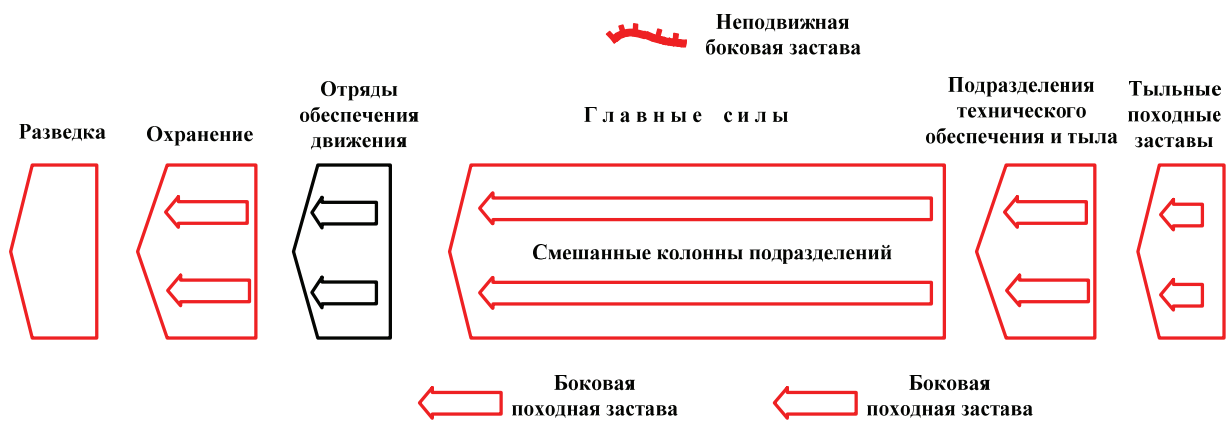 Неподвижная
боковая застава
Разведка
Охранение
Отряды
обеспечения
движения
Г л а в н ы е с и л ы
Подразделения
технического
обеспечения и тыла
Тыльные
походные
заставы
Смешанные колонны подразделений
Боковая
походная застава
Боковая
походная застава